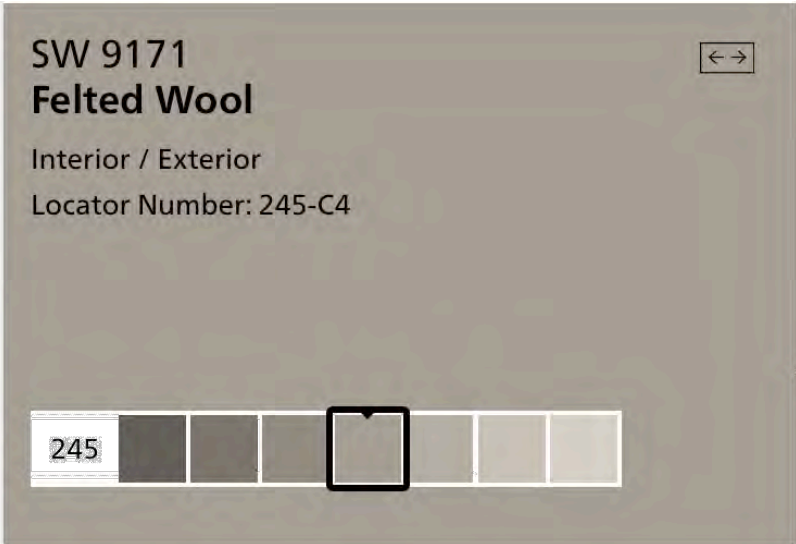 SW 9171
Felted Wool
Interior / Exterior
Locator Number: 245-C4
245